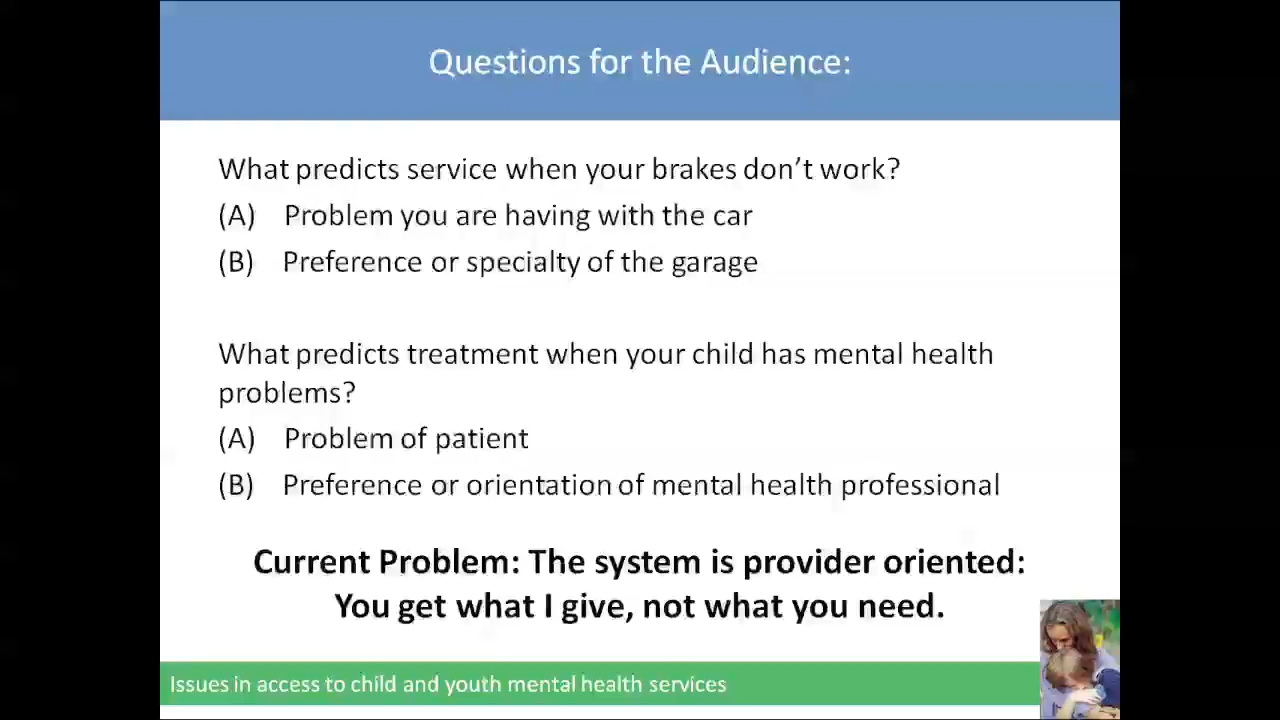 Questions for the Audience:
What predicts service when your brakes don’t work?
(A) Problem you are having with the car
(B) Preference or specialty of the garage
What predicts treatment when your child has mental health
problems?
(A) Problem of patient
(B) Preference or orientation of mental health professional
Current Problem: The system is provider oriented:
You get what I give, not what you need.
Issues in access to child and youth mental health services